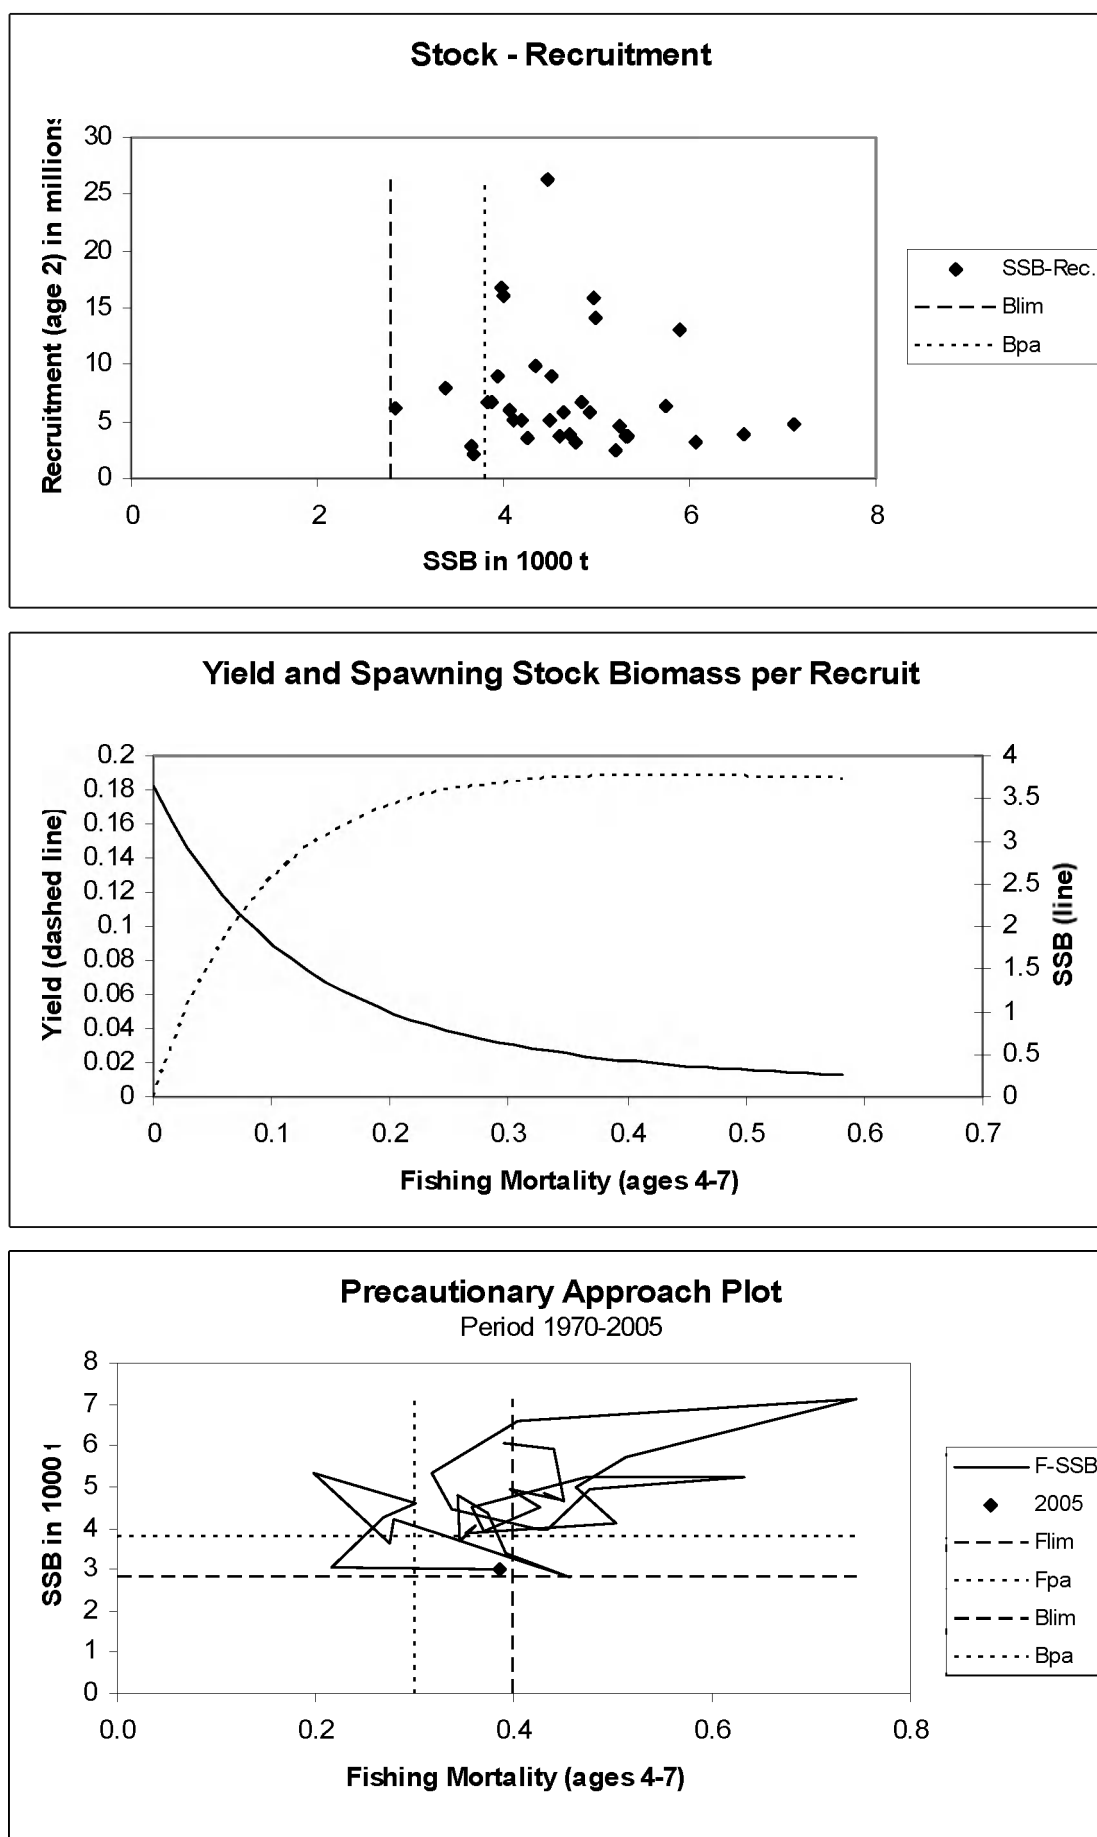 Stock - Recruitment
Recruitment (age 2) in millions
30
25
20
15
10
5
0
0 2 4 6 8
SSB in 1000 t
SSB-Rec.
Blim
Bpa
Yield and Spawning Stock Biomass per Recruit
Yield (dashed line)
0.2
0.18
0.16
0.14
0.12
0.1
0.08
0.06
0.04
0.02
0
4
3.5
3
2.5
2
1.5
1
0.5
0
SSB (line)
0 0.1 0.2 0.3 0.4 0.5 0.6 0.7
Fishing Mortality (ages 4-7)
Precautionary Approach Plot
Period 1970-2005
SSB in 1000 t
8
7
6
5
4
3
2
1
0
0.0 0.2 0.4 0.6 0.8
Fishing Mortality (ages 4-7)
F-SSB
2005
Flim
Fpa
Blim
Bpa